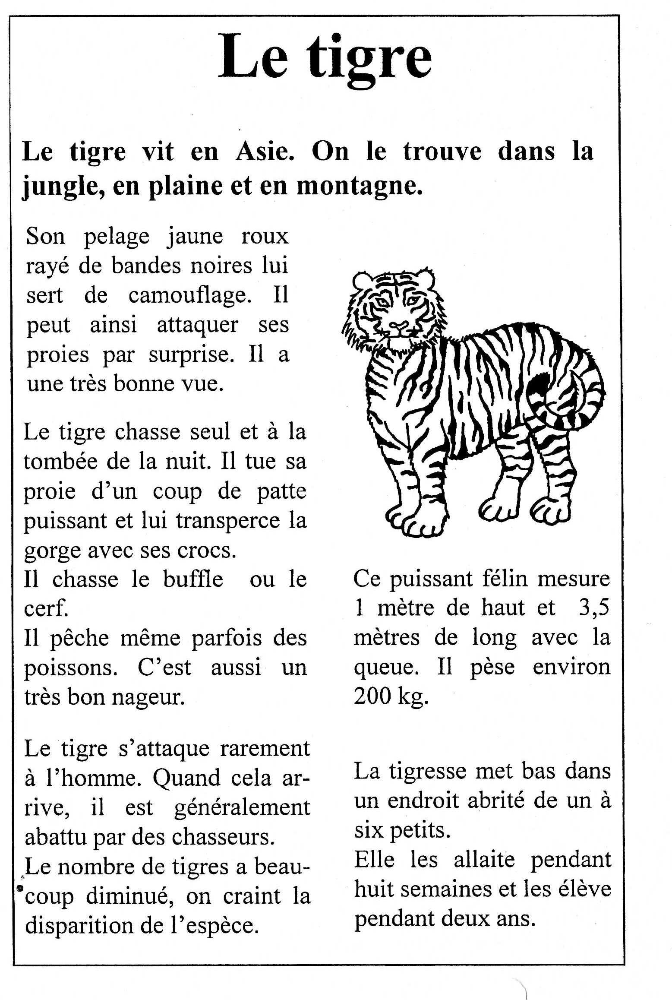 Le tigre
Le tigre vit en Asie. On le trouve dans la
jungle, en plaine et en montagne.
Son pelage jaune roux
rayé de bandes noires lui
sert de camouflage. Il
peut ainsi attaquer ses
proies par surprise. Il a
une très bonne vue.
Le tigre chasse seul et à la
tombée de la nuit. Il tue sa
proie d'un coup de patte
puissant et lui transperce la
gorge avec ses crocs.
Il chasse le buffle ou le
cerf.
Il pêche même parfois des
poissons. C'est aussi un
très bon nageur.
Le tigre s'attaque rarement
à l'homme. Quand cela ar-
rive, il est généralement
abattu par des chasseurs.
Le nombre de tigres a beau-
coup diminué, on craint la
disparition de l'espèce.
Ce puissant félin mesure
1 mètre de haut et 3,5
mètres de long avec la
queue. Il pèse environ
200 kg.
La tigresse met bas dans
un endroit abrité de un à
six petits.
Elle les allaite pendant
huit semaines et les élève
pendant deux ans.